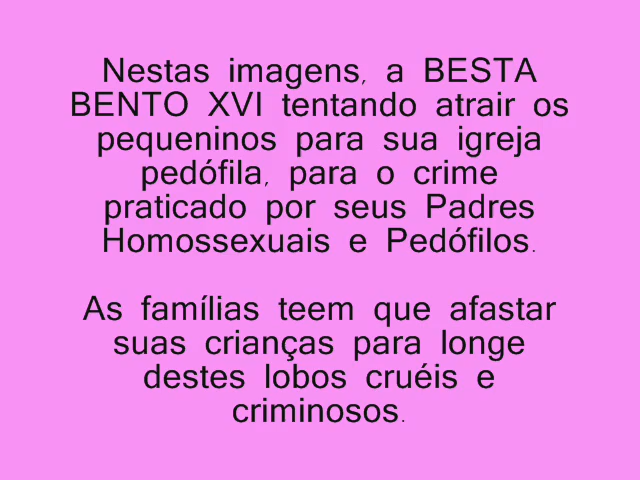 Nestas imagens, a BESTA
BENTO XVI tentando atrair os
pequeninos para sua igreja
pedófila, para o crime
praticado por seus Padres
Homossexuais e Pedófilos.
As famílias teem que afastar
suas crianças para longe
destes lobos cruéis e
criminosos.